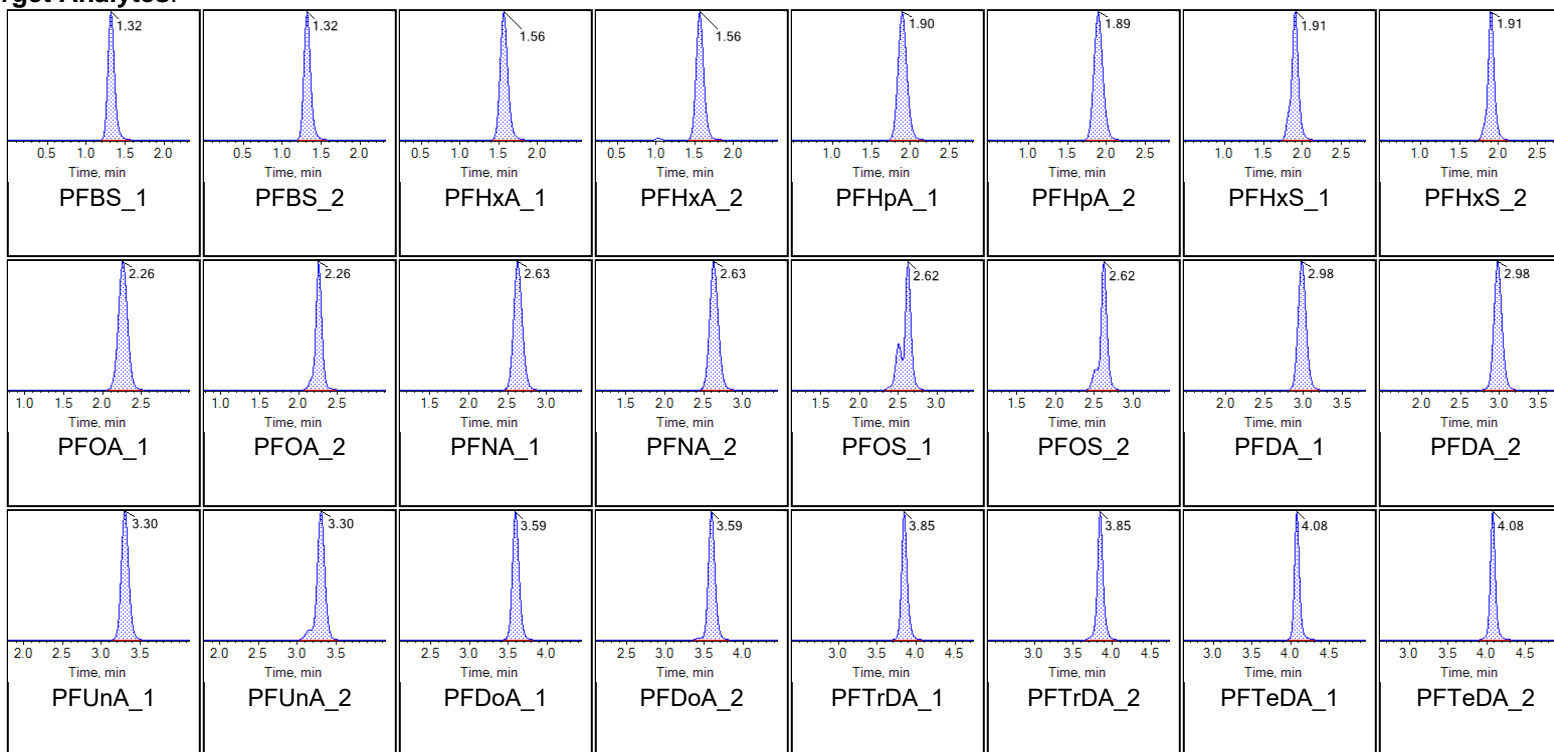 rget Analytes:
1.32 1.32 1.56 1.56 1.90 1.89 1.91 1.91
0.5 1.0 1.5 2.0 0.5 1.0 1.5 2.0 0.5 1.0 1.5 2.0 0.5 1.0 1.5 2.0 1.0 1.5 2.0 2.5 1.0 1.5 2.0 2.5 1.0 1.5 2.0 2.5 1.0 1.5 2.0 2.5
Time, min Time, min Time, min Time, min Time, min Time, min Time, min Time, min
PFBS_1 PFBS_2 PFHxA_1 PFHxA_2 PFHpA_1 PFHpA_2 PFHxS_1 PFHxS_2
2.26 2.26 2.63 2.63 2.62 2.62 2.98 2.98
1.0 1.5 2.0 2.5 1.0 1.5 2.0 2.5 1.5 2.0 2.5 3.0 1.5 2.0 2.5 3.0 1.5 2.0 2.5 3.0 1.5 2.0 2.5 3.0 2.0 2.5 3.0 3.5 2.0 2.5 3.0 3.5
Time, min Time, min Time, min Time, min Time, min Time, min Time, min Time, min
PFOA_1 PFOA_2 PFNA_1 PFNA_2 PFOS_1 PFOS_2 PFDA_1 PFDA_2
3.30 3.30 3.59 3.59 3.85 3.85 4.08 4.08
2.0 2.5 3.0 3.5 2.0 2.5 3.0 3.5 2.5 3.0 3.5 4.0 2.5 3.0 3.5 4.0 3.0 3.5 4.0 4.5 3.0 3.5 4.0 4.5 3.0 3.5 4.0 4.5 3.0 3.5 4.0 4.5
Time, min Time, min Time, min Time, min Time, min Time, min Time, min Time, min
PFUnA_1 PFUnA_2 PFDoA_1 PFDoA_2 PFTrDA_1 PFTrDA_2 PFTeDA_1 PFTeDA_2